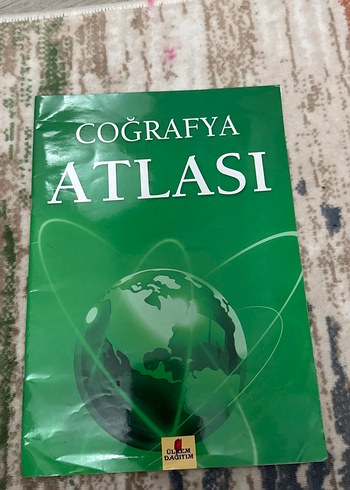 COĞRAFYA
ATLASI
ÜLKEM
DAĞITIM